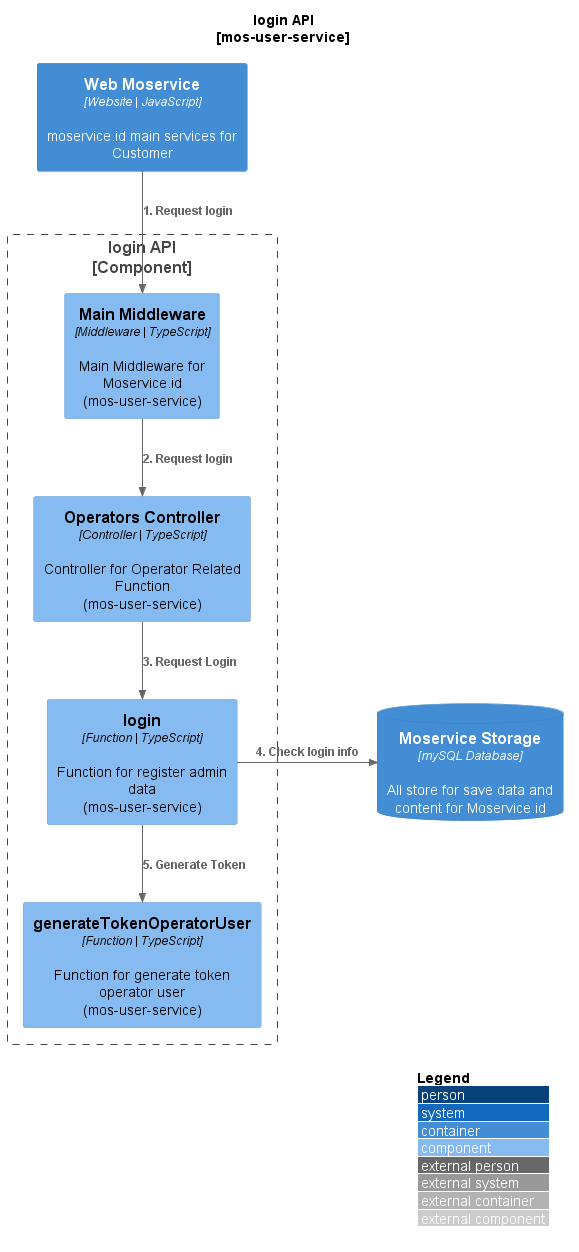 login API
[mos-user-service]
Web Moservice
[Website | JavaScript]
moservice.id main services for
Customer
1. Request login
login API
[Component]
Main Middleware
[Middleware | TypeScript]
Main Middleware for
Moservice.id
(mos-user-service)
2. Request login
Operators Controller
[Controller | TypeScript]
Controller for Operator Related
Function
(mos-user-service)
3. Request Login
login
[Function | TypeScript]
Function for register admin
data
(mos-user-service)
4. Check login info
Moservice Storage
[mySQL Database]
All store for save data and
content for Moservice.id
5. Generate Token
generateTokenOperatorUser
[Function | TypeScript]
Function for generate token
operator user
(mos-user-service)
Legend
person
system
container
component
external person
external system
external container
external component